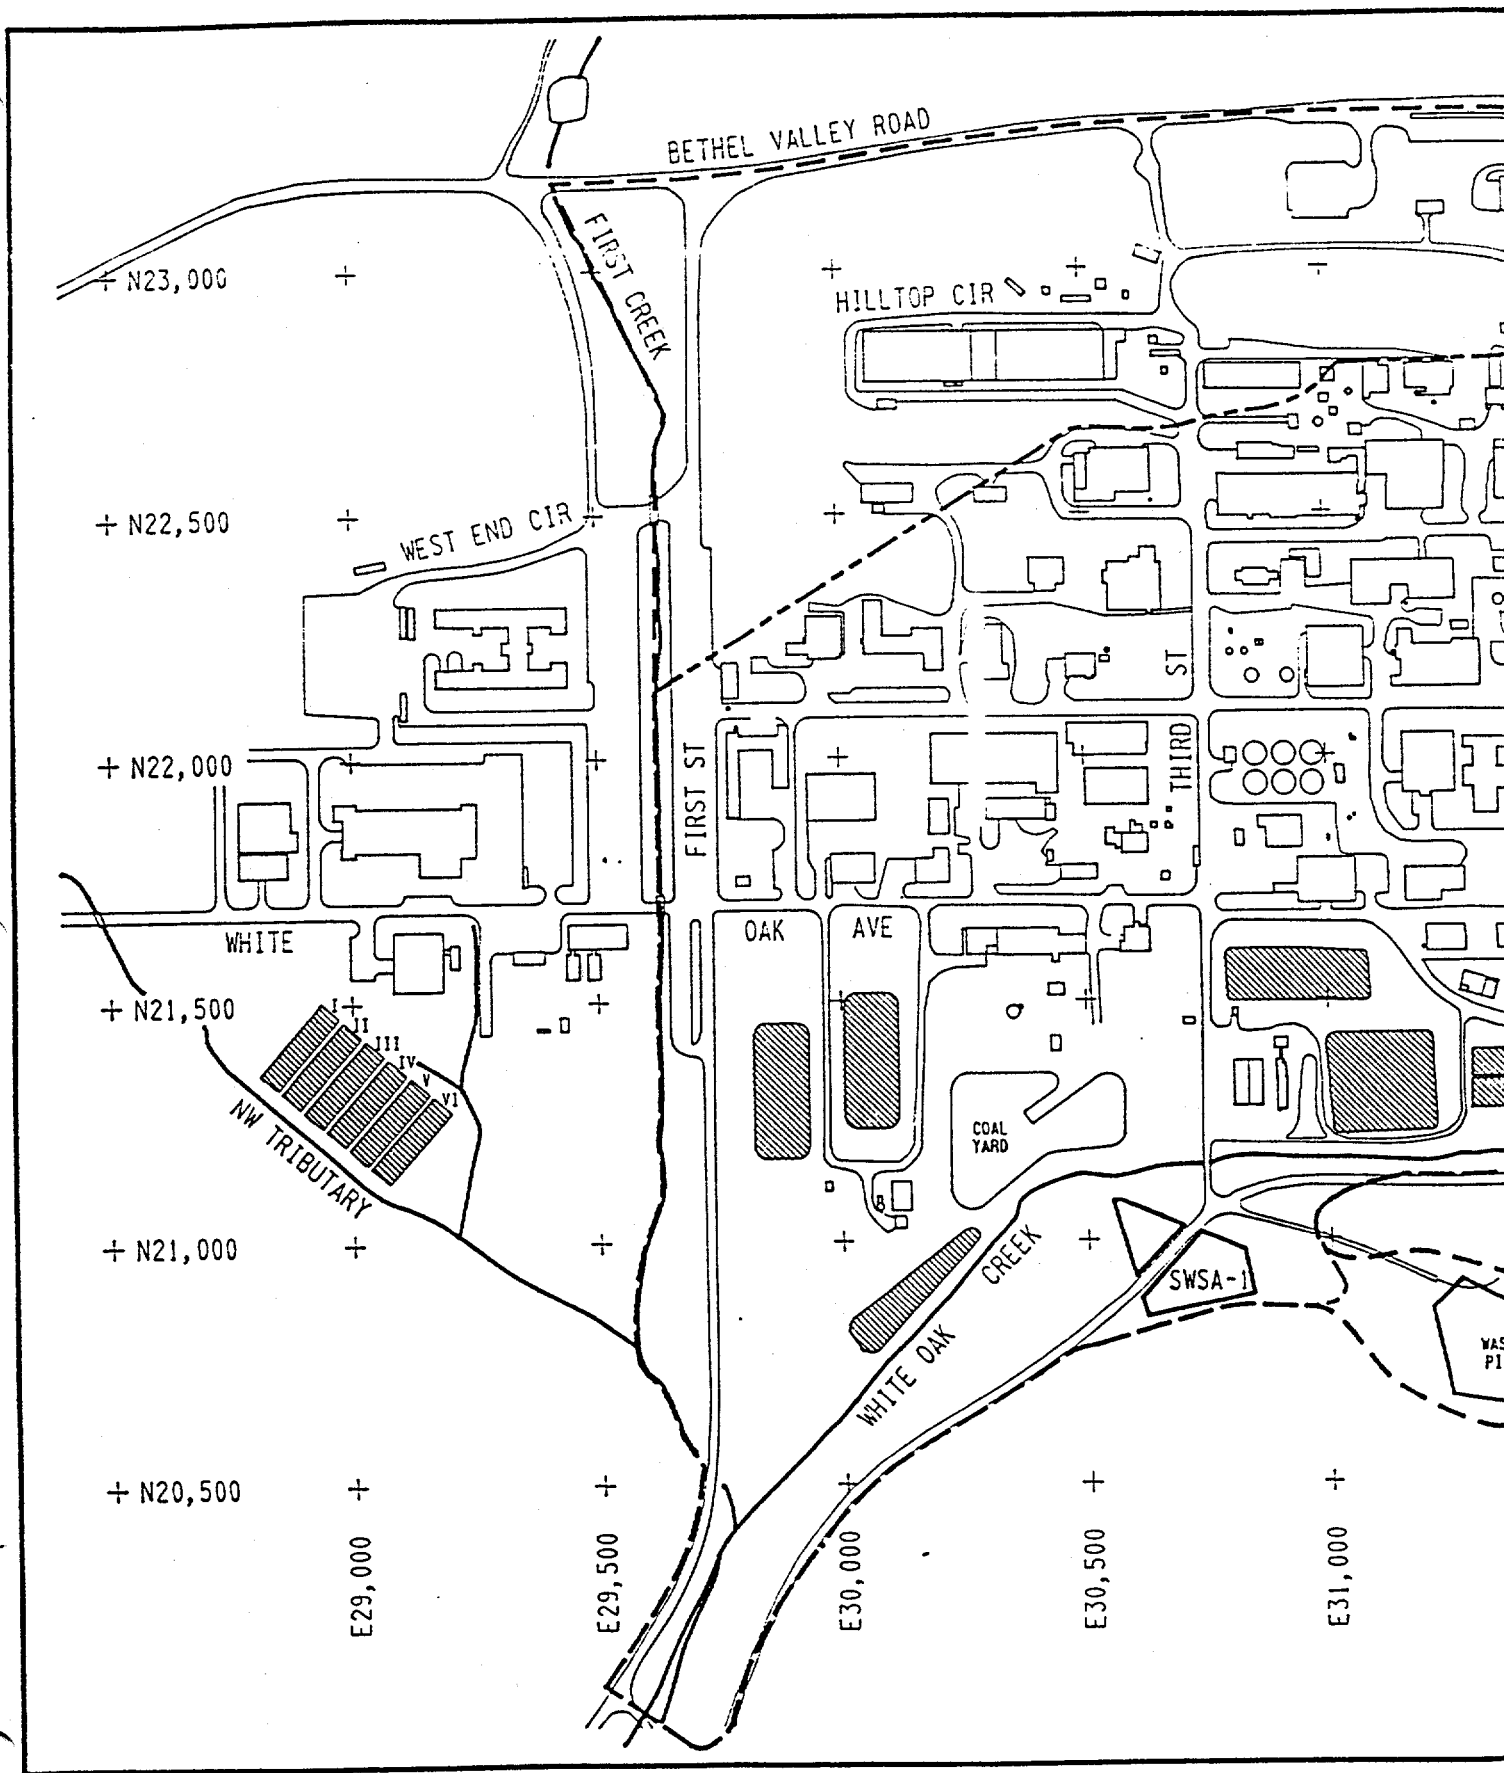 BETHEL VALLEY ROAD
FIRST CREEK
N23,000
HILLTOP CIR
N22,500
WEST END CIR
ST
THIRD
N22,000
FIRST ST
WHITE
OAK
AVE
N21,500
I
II
III
IV
V
VI
NW TRIBUTARY
COAL
YARD
N21,000
CREEK
SWSA-1
WHITE OAK
WAS
PI
N20,500
E29,000
E29,500
E30,000
E30,500
E31,000